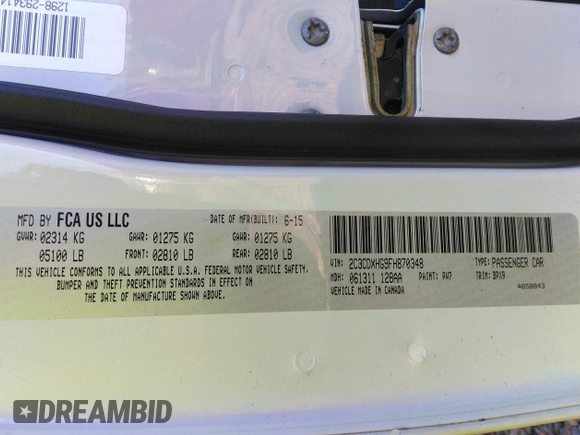 1298-29341
MFD BY FCA US LLC
DATE OF MFR(BUILT): 6-15
GVWR: 02314 KG GAWR: 01275 KG GAWR: 01275 KG
05100 LB FRONT: 02810 LB REAR: 02810 LB
THIS VEHICLE CONFORMS TO ALL APPLICABLE U.S.A. FEDERAL MOTOR VEHICLE SAFETY,
BUMPER AND THEFT PREVENTION STANDARDS IN EFFECT ON THE
DATE OF MANUFACTURE SHOWN ABOVE.
VIN: 2C3CDXHG9FH870348 TYPE: PASSENGER CAR
MDH: 061311 128AA PAINT: PW7 TRIM: BPX9
MADE IN CANADA 4658843
DREAMBID